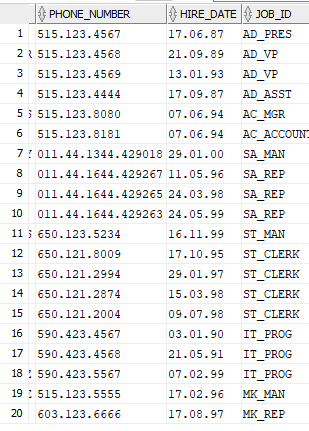 PHONE_NUMBER HIRE_DATE JOB_ID
1 515.123.4567 17.06.87 AD_PRES
2 515.123.4568 21.09.89 AD_VP
3 515.123.4569 13.01.93 AD_VP
4 515.123.4444 17.09.87 AD_ASST
5 515.123.8080 07.06.94 AC_MGR
6 515.123.8181 07.06.94 AC_ACCOUNT
7 011.44.1344.429018 29.01.00 SA_MAN
8 011.44.1644.429267 11.05.96 SA_REP
9 011.44.1644.429265 24.03.98 SA_REP
10 011.44.1644.429263 24.05.99 SA_REP
11 650.123.5234 16.11.99 ST_MAN
12 650.121.8009 17.10.95 ST_CLERK
13 650.121.2994 29.01.97 ST_CLERK
14 650.121.2874 15.03.98 ST_CLERK
15 650.121.2004 09.07.98 ST_CLERK
16 590.423.4567 03.01.90 IT_PROG
17 590.423.4568 21.05.91 IT_PROG
18 590.423.5567 07.02.99 IT_PROG
19 515.123.5555 17.02.96 MK_MAN
20 603.123.6666 17.08.97 MK_REP